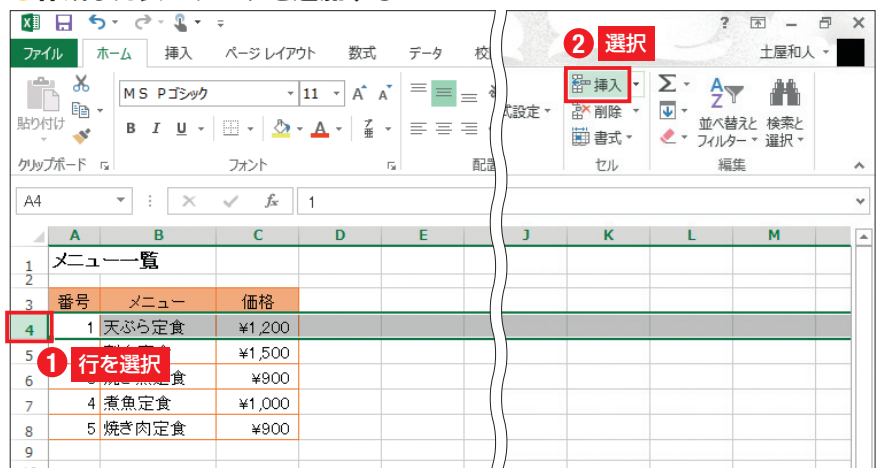 ? 
② 選択
土屋和人
ファイル ホーム 挿入 ページ レイアウト 数式 データ 校
MS Pゴシック 11 A A
挿入
削除
書式
貼り付け
B I U A 亜
式設定
並べ替えと フィルター
検索と 選択
クリップボード フォント 配置 セル 編集
A4 fx 1
A B C D E J K L M
1 メニュー一覧
2
3 番号 メニュー 価格
4 1 天ぷら定食 ¥1,200
① 行を選択
5 ¥1,500
6 ¥900
7 4 煮魚定食 ¥1,000
8 5 焼き肉定食 ¥900
9